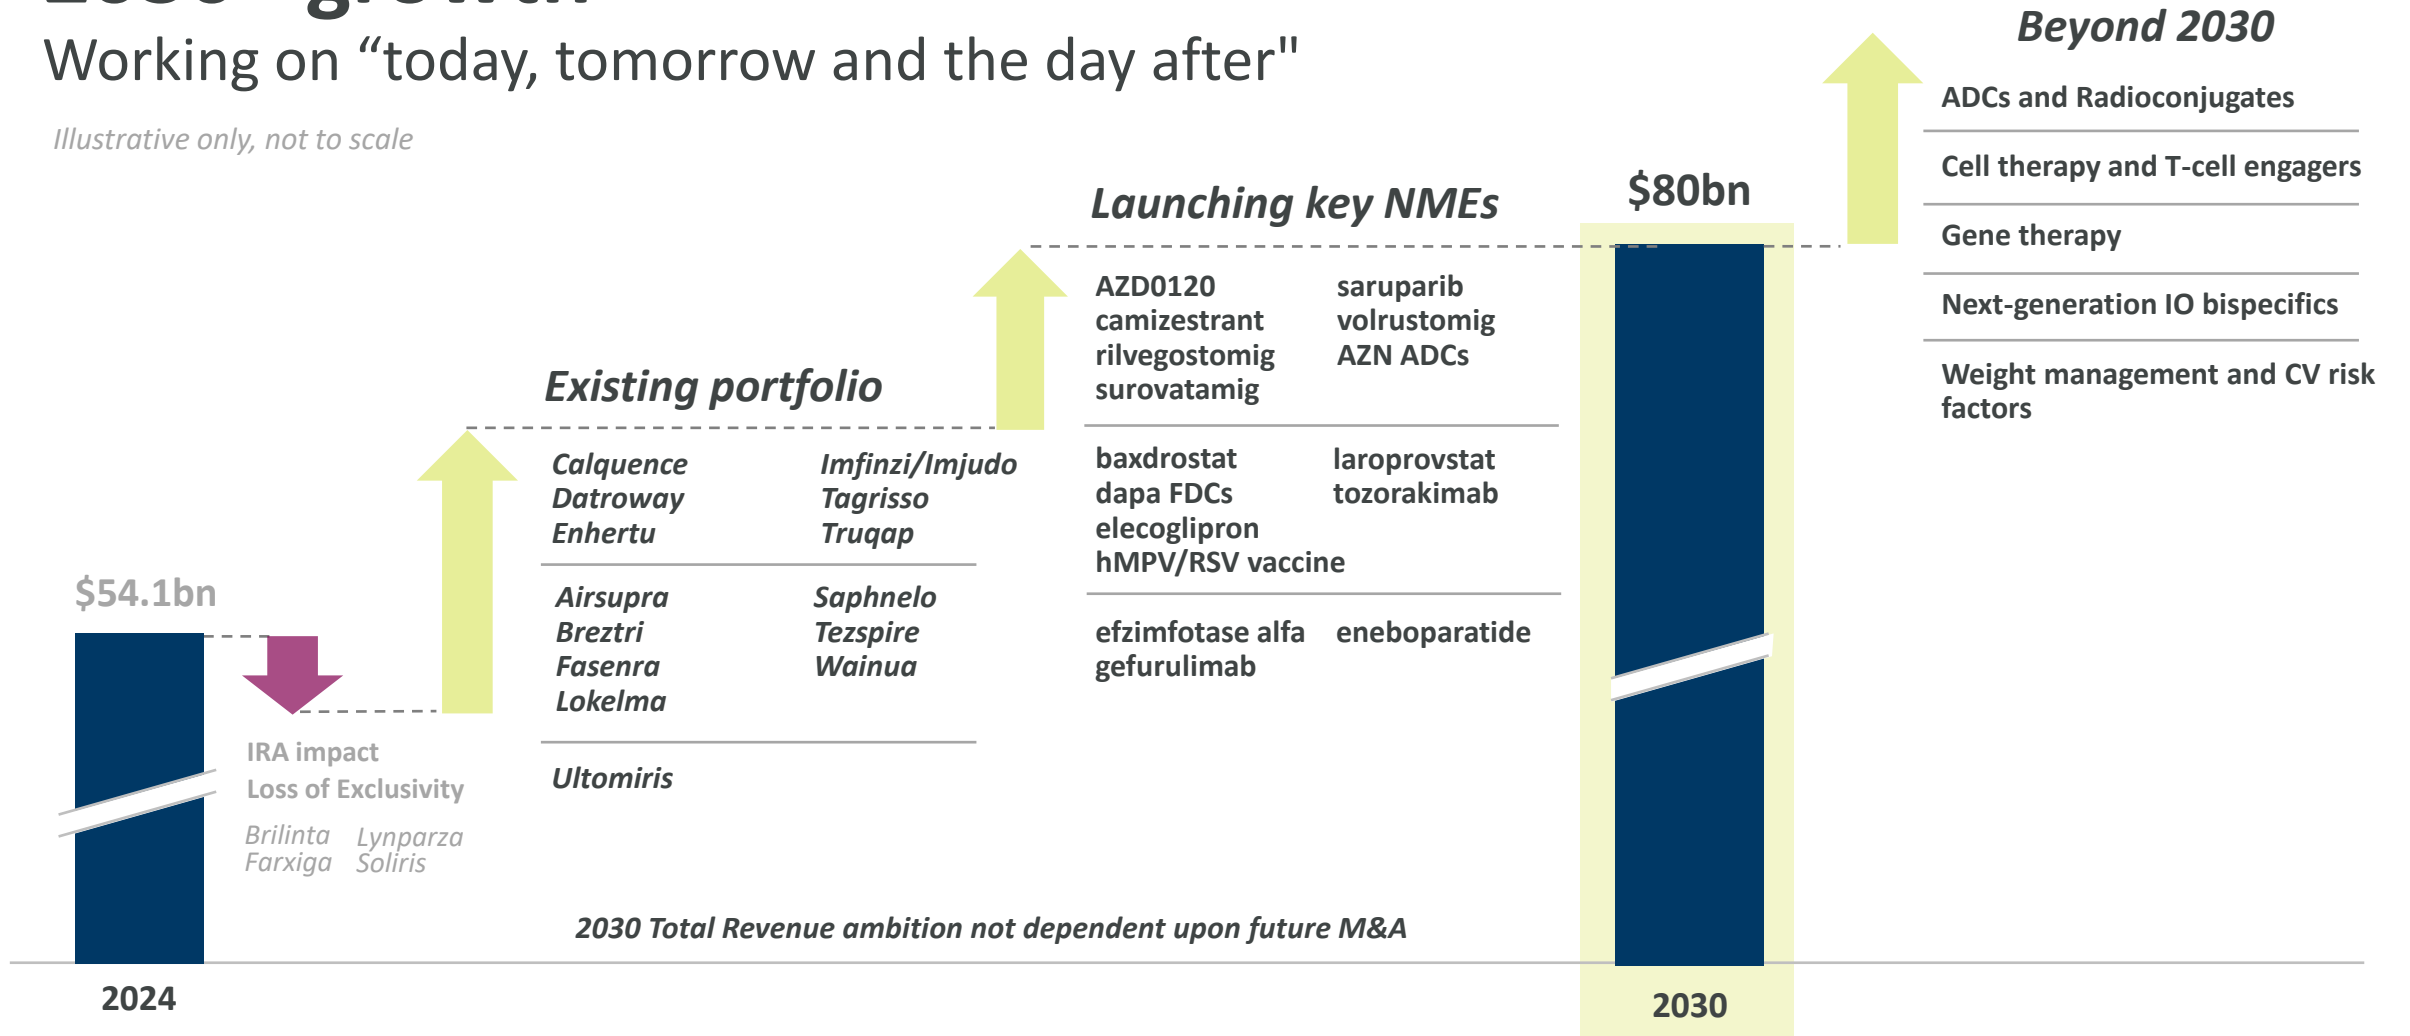 Working on “today, tomorrow and the day after"
Illustrative only, not to scale
$54.1bn
2024
IRA impact
Loss of Exclusivity
Brilinta Lynparza
Farxiga Soliris
Existing portfolio
Calquence Imfinzi/Imjudo
Datroway Tagrisso
Enhertu Truqap
Airsupra Saphnelo
Breztri Tezspire
Fasenra Wainua
Lokelma
Ultomiris
Launching key NMEs
AZD0120 saruparib
camizestrant volrustomig
rilvegostomig AZN ADCs
surovatamig
baxdrostat laroprovstat
dapa FDCs tozorakimab
elecoglipron
hMPV/RSV vaccine
efzimfotase alfa eneboparatide
gefurulimab
$80bn
2030
Beyond 2030
ADCs and Radioconjugates
Cell therapy and T-cell engagers
Gene therapy
Next-generation IO bispecifics
Weight management and CV risk
factors
2030 Total Revenue ambition not dependent upon future M&A